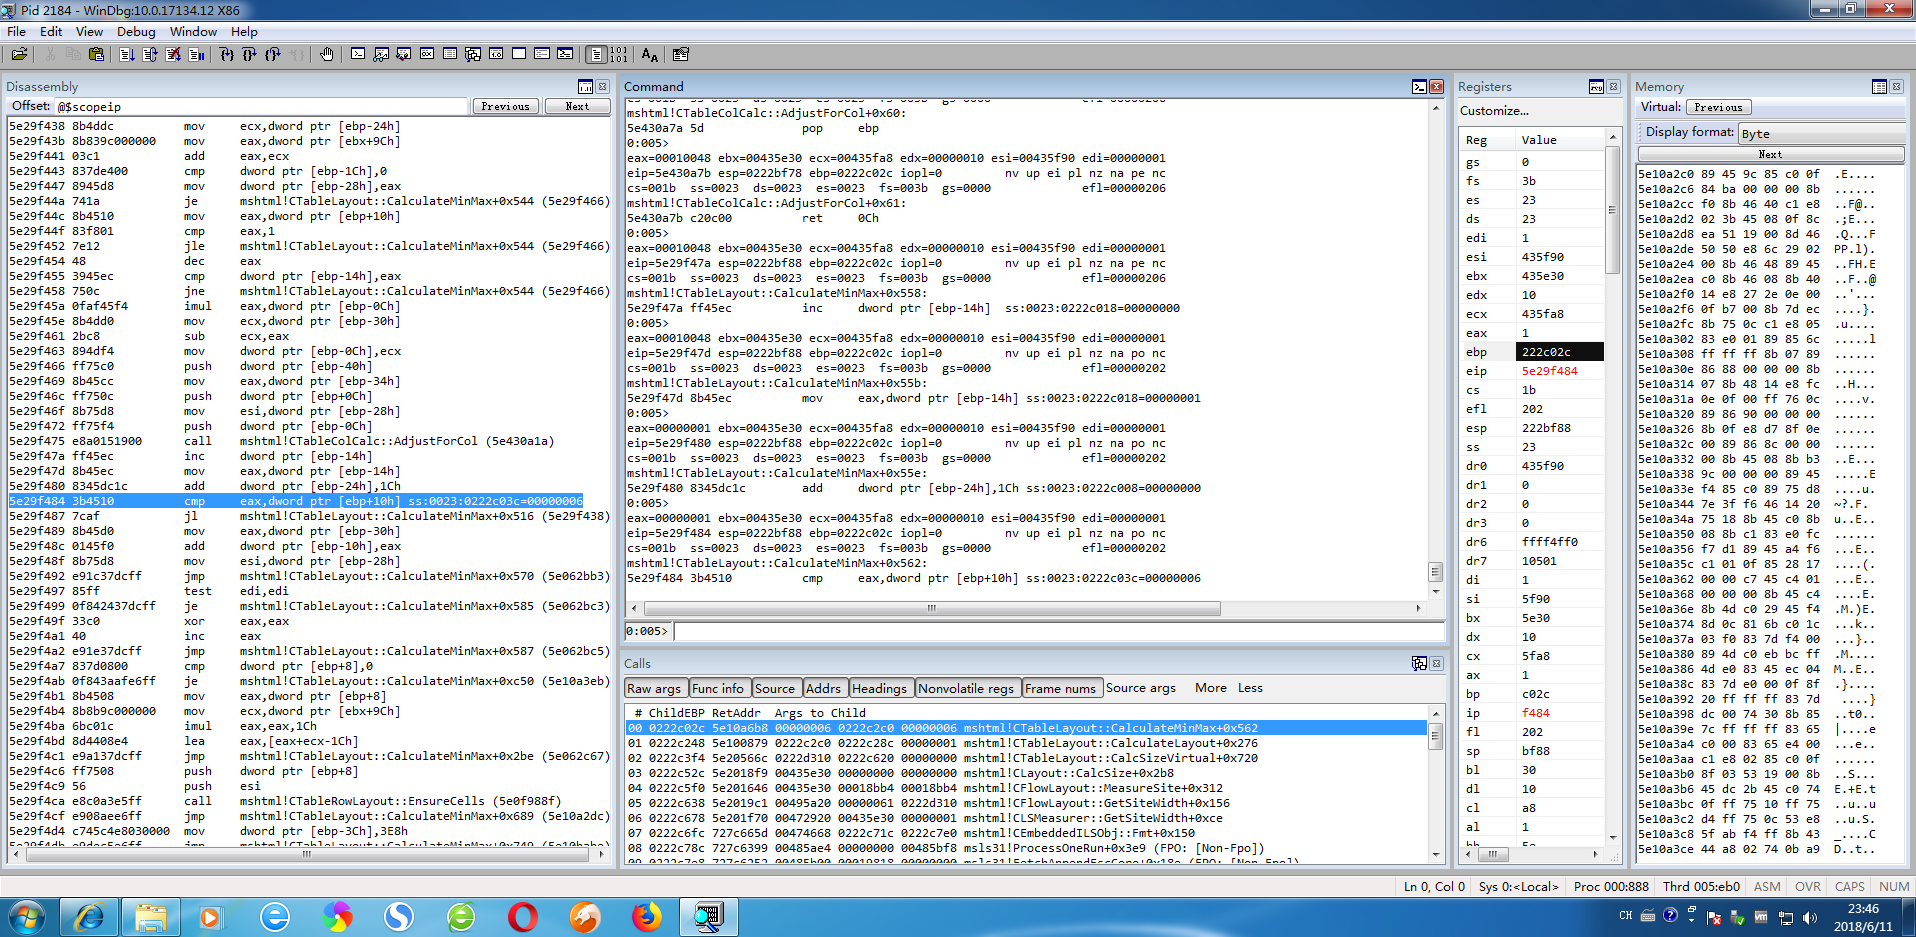 Pid 2184 - WinDbg:10.0.17134.12 X86
File Edit View Debug Window Help
Disassembly
Offset: @$scopeip Previous Next
5e29f438 8b4ddc mov ecx,dword ptr [ebp-24h]
5e29f43b 8b839c000000 mov eax,dword ptr [ebx+9Ch]
5e29f441 03c1 add eax,ecx
5e29f443 837de400 cmp dword ptr [ebp-1Ch],0
5e29f447 8945d8 mov dword ptr [ebp-28h],eax
5e29f44a 741a je mshtml!CTableLayout::CalculateMinMax+0x544 (5e29f466)
5e29f44c 8b4510 mov eax,dword ptr [ebp+10h]
5e29f44f 83f801 cmp eax,1
5e29f452 7e12 jle mshtml!CTableLayout::CalculateMinMax+0x544 (5e29f466)
5e29f454 48 dec eax
5e29f455 3945ec cmp dword ptr [ebp-14h],eax
5e29f458 750c jne mshtml!CTableLayout::CalculateMinMax+0x544 (5e29f466)
5e29f45a 0faf45f4 imul eax,dword ptr [ebp-0Ch]
5e29f45e 8b4dd0 mov ecx,dword ptr [ebp-30h]
5e29f461 2bc8 sub ecx,eax
5e29f463 894df4 mov dword ptr [ebp-0Ch],ecx
5e29f466 ff75c0 push dword ptr [ebp-40h]
5e29f469 8b45cc mov eax,dword ptr [ebp-34h]
5e29f46c ff750c push dword ptr [ebp+0Ch]
5e29f46f 8b75d8 mov esi,dword ptr [ebp-28h]
5e29f472 ff75f4 push dword ptr [ebp-0Ch]
5e29f475 e8a0151900 call mshtml!CTableColCalc::AdjustForCol (5e430a1a)
5e29f47a ff45ec inc dword ptr [ebp-14h]
5e29f47d 8b45ec mov eax,dword ptr [ebp-14h]
5e29f480 8345dc1c add dword ptr [ebp-24h],1Ch
5e29f484 3b4510 cmp eax,dword ptr [ebp+10h] ss:0023:0222c03c=00000006
5e29f487 7caf jl mshtml!CTableLayout::CalculateMinMax+0x516 (5e29f438)
5e29f489 8b45d0 mov eax,dword ptr [ebp-30h]
5e29f48c 0145f0 add dword ptr [ebp-10h],eax
5e29f48f 8b75d8 mov esi,dword ptr [ebp-28h]
5e29f492 e91c37dcff jmp mshtml!CTableLayout::CalculateMinMax+0x570 (5e062bb3)
5e29f497 85ff test edi,edi
5e29f499 0f842437dcff je mshtml!CTableLayout::CalculateMinMax+0x585 (5e062bc3)
5e29f49f 33c0 xor eax,eax
5e29f4a1 40 inc eax
5e29f4a2 e91e37dcff jmp mshtml!CTableLayout::CalculateMinMax+0x587 (5e062bc5)
5e29f4a7 837d0800 cmp dword ptr [ebp+8],0
5e29f4ab 0f843aafe6ff je mshtml!CTableLayout::CalculateMinMax+0xc50 (5e10a3eb)
5e29f4b1 8b4508 mov eax,dword ptr [ebp+8]
5e29f4b4 8b8b9c000000 mov ecx,dword ptr [ebx+9Ch]
5e29f4ba 6bc01c imul eax,eax,1Ch
5e29f4bd 8d4408e4 lea eax,[eax+ecx-1Ch]
5e29f4c1 e9a137dcff jmp mshtml!CTableLayout::CalculateMinMax+0x2be (5e062c67)
5e29f4c6 ff7508 push dword ptr [ebp+8]
5e29f4c9 56 push esi
5e29f4ca e8c0a3e5ff call mshtml!CTableRowLayout::EnsureCells (5e0f988f)
5e29f4cf e908aee6ff jmp mshtml!CTableLayout::CalculateMinMax+0x689 (5e10a2dc)
5e29f4d4 c745c4e8030000 mov dword ptr [ebp-3Ch],3E8h
Command
mshtml!CTableColCalc::AdjustForCol+0x60:
5e430a7a 5d pop ebp
0:005>
eax=00010048 ebx=00435e30 ecx=00435fa8 edx=00000010 esi=00435f90 edi=00000001
eip=5e430a7b esp=0222bf78 ebp=0222c02c iopl=0 nv up ei pl nz na pe nc
cs=001b ss=0023 ds=0023 es=0023 fs=003b gs=0000 efl=00000206
mshtml!CTableColCalc::AdjustForCol+0x61:
5e430a7b c20c00 ret 0Ch
0:005>
eax=00010048 ebx=00435e30 ecx=00435fa8 edx=00000010 esi=00435f90 edi=00000001
eip=5e29f47a esp=0222bf88 ebp=0222c02c iopl=0 nv up ei pl nz na pe nc
cs=001b ss=0023 ds=0023 es=0023 fs=003b gs=0000 efl=00000206
mshtml!CTableLayout::CalculateMinMax+0x558:
5e29f47a ff45ec inc dword ptr [ebp-14h] ss:0023:0222c018=00000000
0:005>
eax=00010048 ebx=00435e30 ecx=00435fa8 edx=00000010 esi=00435f90 edi=00000001
eip=5e29f47d esp=0222bf88 ebp=0222c02c iopl=0 nv up ei pl nz na po nc
cs=001b ss=0023 ds=0023 es=0023 fs=003b gs=0000 efl=00000202
mshtml!CTableLayout::CalculateMinMax+0x55b:
5e29f47d 8b45ec mov eax,dword ptr [ebp-14h] ss:0023:0222c018=00000001
0:005>
eax=00000001 ebx=00435e30 ecx=00435fa8 edx=00000010 esi=00435f90 edi=00000001
eip=5e29f480 esp=0222bf88 ebp=0222c02c iopl=0 nv up ei pl nz na po nc
cs=001b ss=0023 ds=0023 es=0023 fs=003b gs=0000 efl=00000202
mshtml!CTableLayout::CalculateMinMax+0x55e:
5e29f480 8345dc1c add dword ptr [ebp-24h],1Ch ss:0023:0222c008=00000000
0:005>
eax=00000001 ebx=00435e30 ecx=00435fa8 edx=00000010 esi=00435f90 edi=00000001
eip=5e29f484 esp=0222bf88 ebp=0222c02c iopl=0 nv up ei pl nz na po nc
cs=001b ss=0023 ds=0023 es=0023 fs=003b gs=0000 efl=00000202
mshtml!CTableLayout::CalculateMinMax+0x562:
5e29f484 3b4510 cmp eax,dword ptr [ebp+10h] ss:0023:0222c03c=00000006
0:005>
Calls
Raw args Func info Source Addrs Headings Nonvolatile regs Frame nums Source args More Less
# ChildEBP RetAddr Args to Child
00 0222c02c 5e10a6b8 00000006 0222c2c0 00000006 mshtml!CTableLayout::CalculateMinMax+0x562
01 0222c248 5e100879 0222c2c0 0222c28c 00000001 mshtml!CTableLayout::CalculateLayout+0x276
02 0222c3f4 5e20566c 0222d310 0222c620 00000000 mshtml!CTableLayout::CalcSizeVirtual+0x720
03 0222c52c 5e2018f9 00435e30 00000000 00000000 mshtml!CLayout::CalcSize+0x2b8
04 0222c5f0 5e201646 00435e30 00018bb4 00018bb4 mshtml!CFlowLayout::MeasureSite+0x312
05 0222c638 5e2019c1 00495a20 00000061 0222d310 mshtml!CFlowLayout::GetSiteWidth+0x156
06 0222c678 5e201f70 00472920 00435e30 00000001 mshtml!CLSMeasurer::GetSiteWidth+0xce
07 0222c6fc 727c665d 00474668 0222c71c 0222c7e0 mshtml!CEmbeddedILSObj::Fmt+0x150
08 0222c78c 727c6399 00485ae4 00000000 00485bf8 msls31!ProcessOneRun+0x3e9 (FPO: [Non-Fpo])
Registers
Customize...
Reg Value
gs 0
fs 3b
es 23
ds 23
edi 1
esi 435f90
ebx 435e30
edx 10
ecx 435fa8
eax 1
ebp 222c02c
eip 5e29f484
cs 1b
efl 202
esp 222bf88
ss 23
dr0 435f90
dr1 0
dr2 0
dr3 0
dr6 ffff4ff0
dr7 10501
di 1
si 5f90
bx 5e30
dx 10
cx 5fa8
ax 1
bp c02c
ip f484
fl 202
sp bf88
bl 30
dl 10
cl a8
al 1
Memory
Virtual: Previous
Display format: Byte
Next
5e10a2c0 89 45 9c 85 c0 0f .E....
5e10a2c6 84 ba 00 00 00 8b ......
5e10a2cc f0 8b 46 40 c1 e8 ..F@..
5e10a2d2 02 3b 45 08 0f 8c .;E...
5e10a2d8 ea 51 19 00 8d 46 .Q...F
5e10a2de 50 50 e8 6c 29 02 PP.l).
5e10a2e4 00 8b 46 48 89 45 ..FH.E
5e10a2ea c0 8b 46 08 8b 40 ..F..@
5e10a2f0 14 e8 27 2e 0e 00 ..'...
5e10a2f6 0f b7 00 8b 7d ec ....}.
5e10a2fc 8b 75 0c c1 e8 05 .u....
5e10a302 83 e0 01 89 85 6c .....l
5e10a308 ff ff ff 8b 07 89 ......
5e10a30e 86 88 00 00 00 8b ......
5e10a314 07 8b 48 14 e8 fc ..H...
5e10a31a 0e 0f 00 ff 76 0c ....v.
5e10a320 89 86 90 00 00 00 ......
5e10a326 8b 0f e8 d7 8f 0e ......
5e10a32c 00 89 86 8c 00 00 ......
5e10a332 00 8b 45 08 8b b3 ..E...
5e10a338 9c 00 00 00 89 45 .....E
5e10a33e f4 85 c0 89 75 d8 ....u.
5e10a344 7e 3f f6 46 14 20 ~?.F.
5e10a34a 75 18 8b 45 c0 8b u..E..
5e10a350 08 8b c1 83 e0 fc ......
5e10a356 f7 d1 89 45 a4 f6 ...E..
5e10a35c c1 01 0f 85 28 17 ....(.
5e10a362 00 00 c7 45 c4 01 ...E..
5e10a368 00 00 00 8b 45 c4 ....E.
5e10a36e 8b 4d c0 29 45 f4 .M.)E.
5e10a374 8d 0c 81 6b c0 1c ...k..
5e10a37a 03 f0 83 7d f4 00 ...}..
5e10a380 89 4d c0 eb bc ff .M....
5e10a386 4d e0 83 45 ec 04 M..E..
5e10a38c 83 7d e0 00 0f 8f .}....
5e10a392 20 ff ff ff 83 7d  ....}
5e10a398 dc 00 74 30 8b 85 ..t0..
5e10a39e 7c ff ff ff 83 65 |....e
5e10a3a4 c0 00 83 65 e4 00 ...e..
5e10a3aa c1 e8 02 85 c0 0f ......
5e10a3b0 8f 03 53 19 00 8b ..S...
5e10a3b6 45 dc 2b 45 c0 74 E.+E.t
5e10a3bc 0f ff 75 10 ff 75 ..u..u
5e10a3c2 d4 ff 75 0c 53 e8 ..u.S.
5e10a3c8 5f ab f4 ff 8b 43 _....C
5e10a3ce 44 a8 02 74 0b a9 D..t..
Ln 0, Col 0 Sys 0:<Local> Proc 000:888 Thrd 005:eb0 ASM OVR CAPS NUM
CH
23:46
2018/6/11